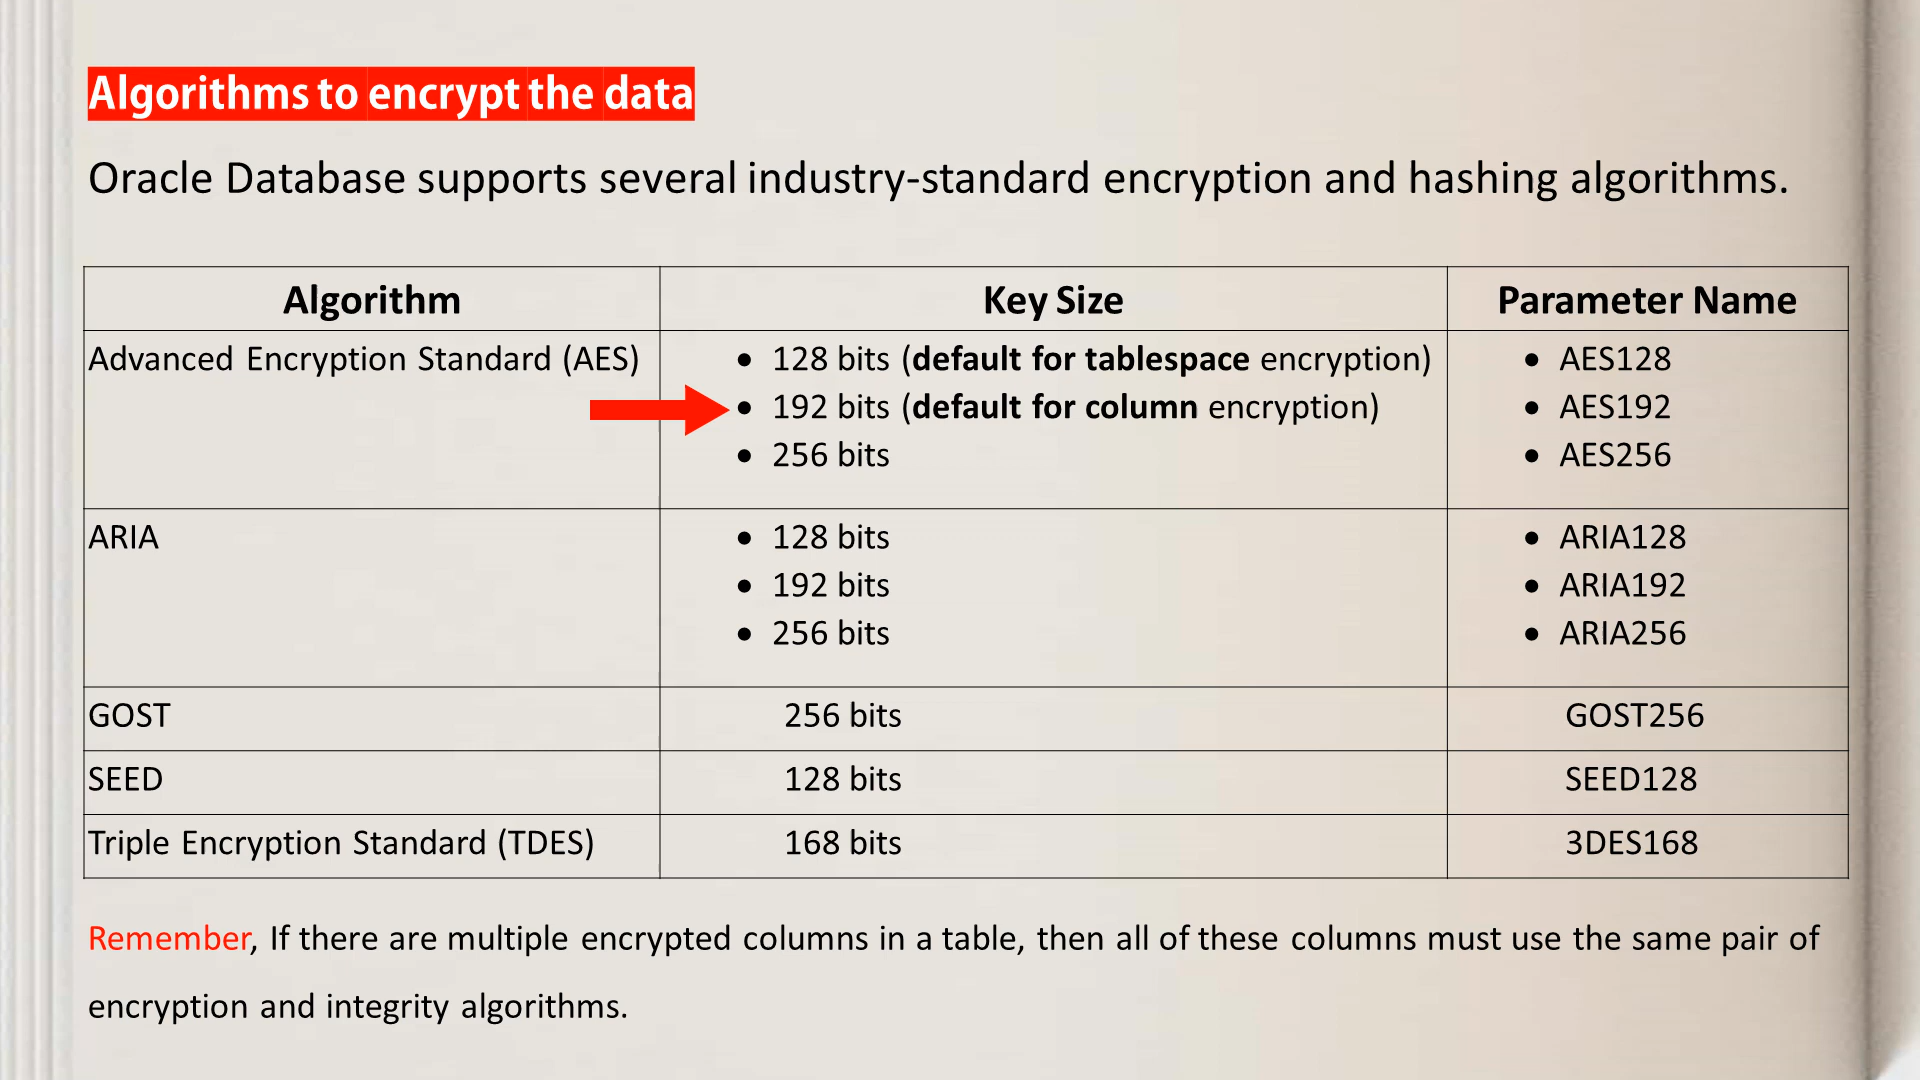 Algorithms to encrypt the data
Oracle Database supports several industry-standard encryption and hashing algorithms.
Algorithm Key Size Parameter Name
Advanced Encryption Standard (AES) • 128 bits (default for tablespace encryption) • AES128
• 192 bits (default for column encryption) • AES192
• 256 bits • AES256
ARIA • 128 bits • ARIA128
• 192 bits • ARIA192
• 256 bits • ARIA256
GOST 256 bits GOST256
SEED 128 bits SEED128
Triple Encryption Standard (TDES) 168 bits 3DES168
Remember, If there are multiple encrypted columns in a table, then all of these columns must use the same pair of
encryption and integrity algorithms.